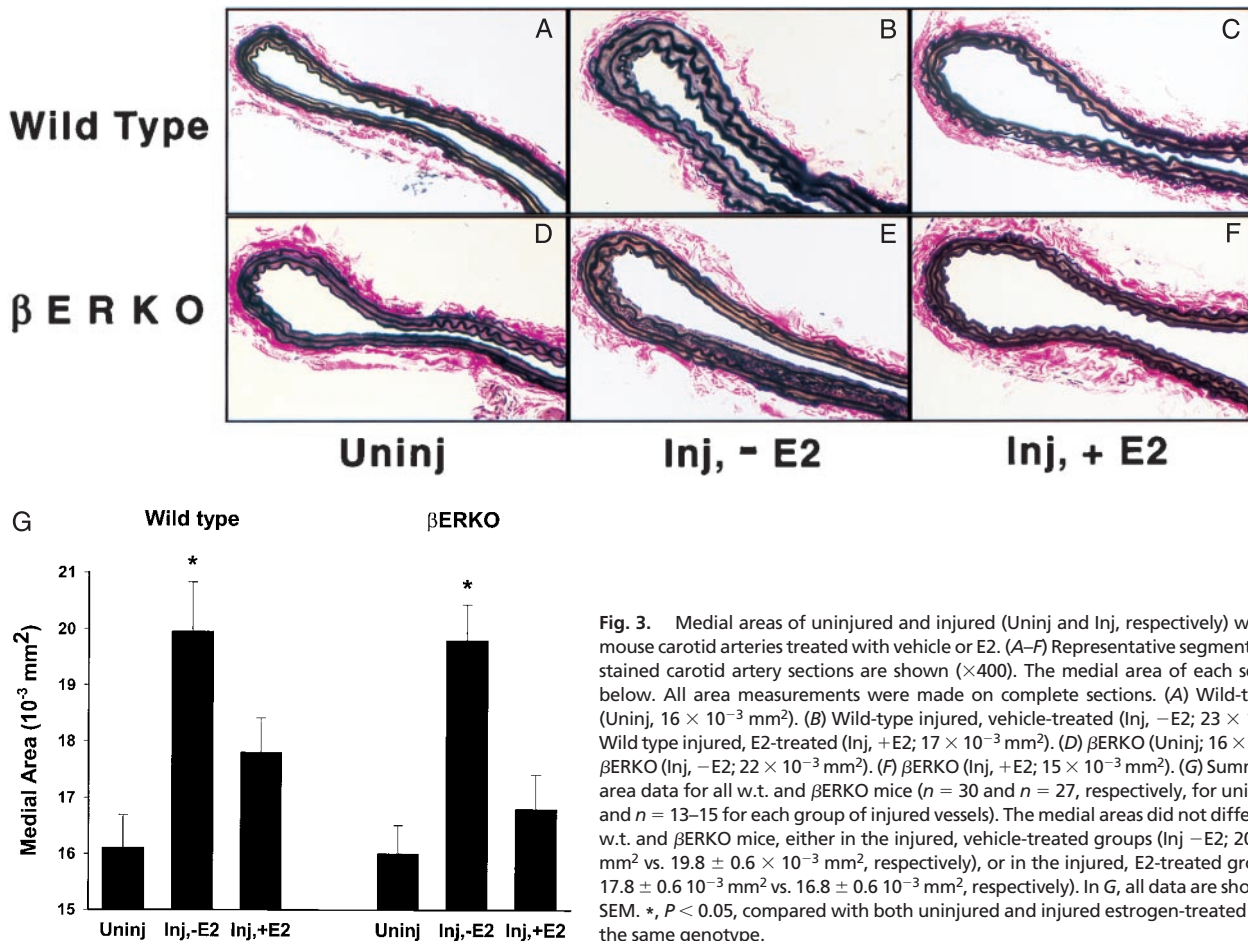 A
B
C
Wild Type
D
E
F
β E R K O
Uninj
Inj, - E2
Inj, + E2
G
Wild type
βERKO
*
*
Medial Area (10⁻³ mm²)
21
20
19
18
17
16
15
Uninj Inj,-E2 Inj,+E2 Uninj Inj,-E2 Inj,+E2
Fig. 3. Medial areas of uninjured and injured (Uninj and Inj, respectively)
mouse carotid arteries treated with vehicle or E2. (A–F) Representative
stained carotid artery sections are shown (×400). The medial area of each
below. All area measurements were made on complete sections. (A)
(Uninj, 16 × 10⁻³ mm²). (B) Wild-type injured, vehicle-treated (Inj, −E2; 23 ×
Wild type injured, E2-treated (Inj, +E2; 17 × 10⁻³ mm²). (D) βERKO (Uninj; 16 ×
βERKO (Inj, −E2; 22 × 10⁻³ mm²). (F) βERKO (Inj, +E2; 15 × 10⁻³ mm²). (G)
area data for all w.t. and βERKO mice (n = 30 and n = 27, respectively, for
and n = 13–15 for each group of injured vessels). The medial areas did not
w.t. and βERKO mice, either in the injured, vehicle-treated groups (Inj −E2;
mm² vs. 19.8 ± 0.6 × 10⁻³ mm², respectively), or in the injured, E2-treated
17.8 ± 0.6 10⁻³ mm² vs. 16.8 ± 0.6 10⁻³ mm², respectively). In G, all data are
SEM. *, P < 0.05, compared with both uninjured and injured estrogen-treated
the same genotype.